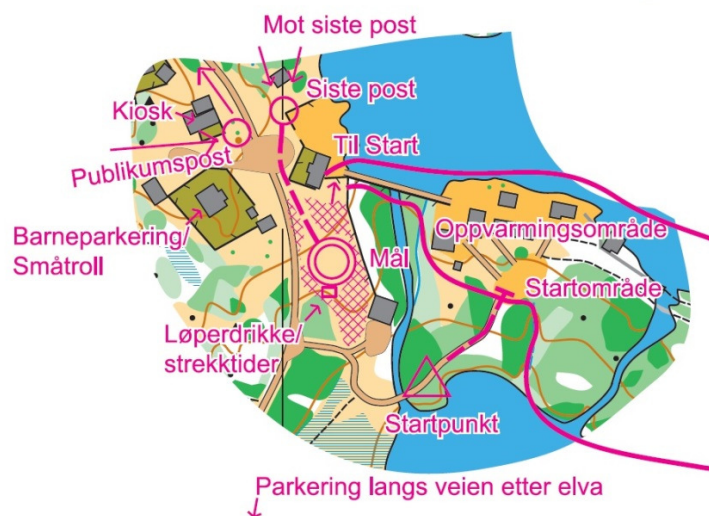 Mot siste post
Siste post
Kiosk
Til Start
Publikumspost
Oppvarmingsområde
Barneparkering/
Småtroll
Mål
Startområde
Løperdrikke/
strekktider
Startpunkt
Parkering langs veien etter elva